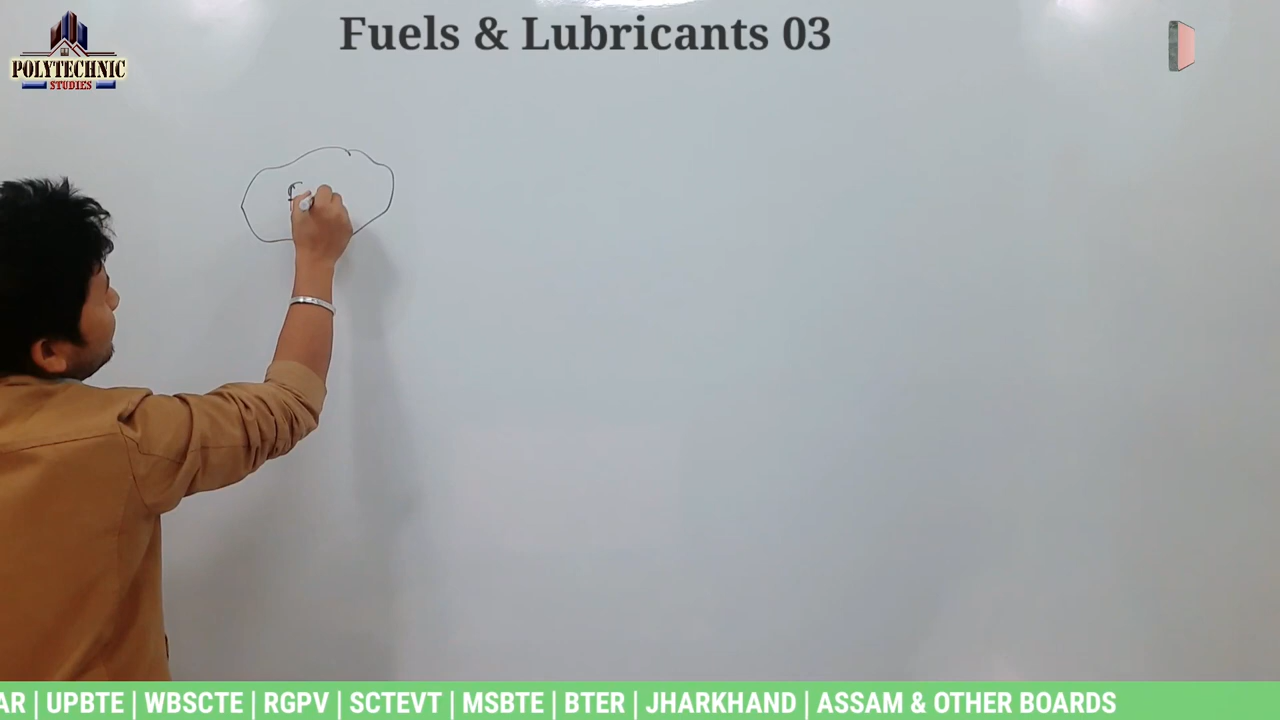 Fuels & Lubricants 03
POLYTECHNIC
STUDIES
f
AR | UPBTE | WBSCTE | RGPV | SCTEVT | MSBTE | BTER | JHARKHAND | ASSAM & OTHER BOARDS